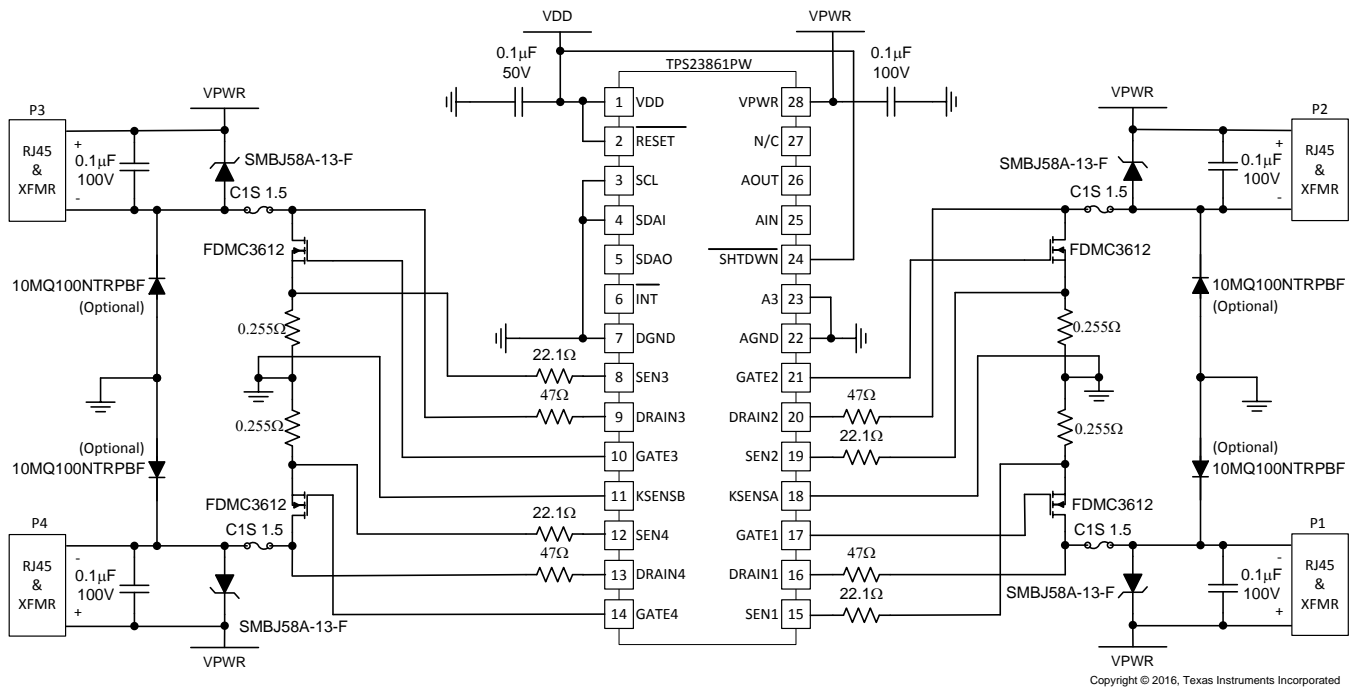 VDD
VPWR
0.1µF
50V
0.1µF
100V
TPS23861PW
1 VDD
2 RESET
3 SCL
4 SDAI
5 SDAO
6 INT
7 DGND
8 SEN3
9 DRAIN3
10 GATE3
11 KSENSB
12 SEN4
13 DRAIN4
14 GATE4
VPWR 28
N/C 27
AOUT 26
AIN 25
SHTDWN 24
A3 23
AGND 22
GATE2 21
DRAIN2 20
SEN2 19
KSENSA 18
GATE1 17
DRAIN1 16
SEN1 15
P3
RJ45
&
XFMR
+
-
0.1µF
100V
VPWR
SMBJ58A-13-F
C1S 1.5
FDMC3612
10MQ100NTRPBF
(Optional)
0.255Ω
22.1Ω
47Ω
0.255Ω
(Optional)
10MQ100NTRPBF
FDMC3612
C1S 1.5
22.1Ω
47Ω
P4
RJ45
&
XFMR
-
+
0.1µF
100V
SMBJ58A-13-F
VPWR
VPWR
P2
RJ45
&
XFMR
+
-
0.1µF
100V
SMBJ58A-13-F
C1S 1.5
FDMC3612
10MQ100NTRPBF
(Optional)
0.255Ω
47Ω
22.1Ω
0.255Ω
(Optional)
10MQ100NTRPBF
FDMC3612
C1S 1.5
47Ω
22.1Ω
P1
RJ45
&
XFMR
-
+
0.1µF
100V
SMBJ58A-13-F
VPWR
Copyright © 2016, Texas Instruments Incorporated